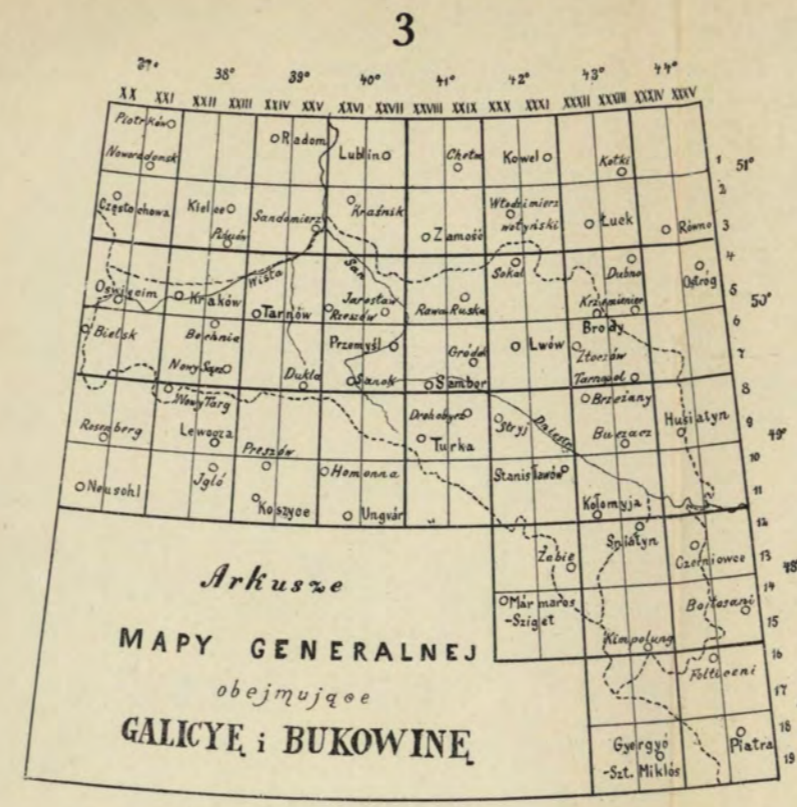 3
37° 38° 39° 40° 41° 42° 43° 44°
XX XXI XXII XXIII XXIV XXV XXVI XXVII XXVIII XXIX XXX XXXI XXXII XXXIII XXXIV XXXV
Piotrków Radom Lublin Chełm Kowel Kołki 1
Noworadomsk 51°
2
Częstochowa Kielce Sandomierz Kraśnik Włodzimierz
wołyński
Pińczów Zamość Łuck Równo 3
4
Wisła San Sokal Dubno Ostróg
Oświęcim Kraków Tarnów Jarosław
Rzeszów Rawa Ruska Krzemieniec 5 50°
6
Bielsk Bochnia Przemyśl Gródek Lwów Brody
Złoczów 7
Nowy Sącz Dukla Sanok Sambor Tarnopol
8
Nowy Targ Drohobycz Stryj Dniestr Brzeżany Husiatyn
Rosenberg Lewocza Turka Buczacz 9 49°
Preszów 10
Neusohl Igló Homonna Stanisławów
Koszyce Ungvár Kołomyja 11
12
Śniatyn
Żabie Czerniowce 13 48°
14
Mármaros
-Sziget Bottosani 15
Kimpolung 16
Folticeni
17
18
Gyergyó
-Szt. Miklós Piatra 19
Arkusze
MAPY GENERALNEJ
obejmujące
GALICYĘ i BUKOWINĘ